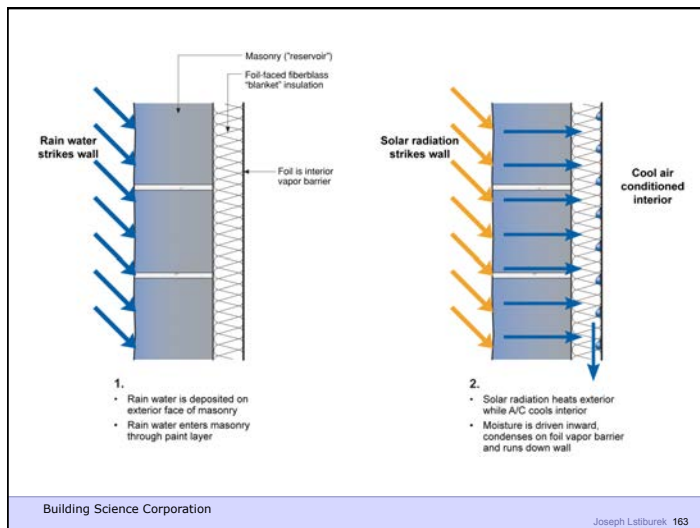 Masonry ("reservoir")
Foil-faced fiberblass
"blanket" insulation
Rain water
strikes wall
Foil is interior
vapor barrier
1.
• Rain water is deposited on
exterior face of masonry
• Rain water enters masonry
through paint layer
Solar radiation
strikes wall
Cool air
conditioned
interior
2.
• Solar radiation heats exterior
while A/C cools interior
• Moisture is driven inward,
condenses on foil vapor barrier
and runs down wall
Building Science Corporation
Joseph Lstiburek 163